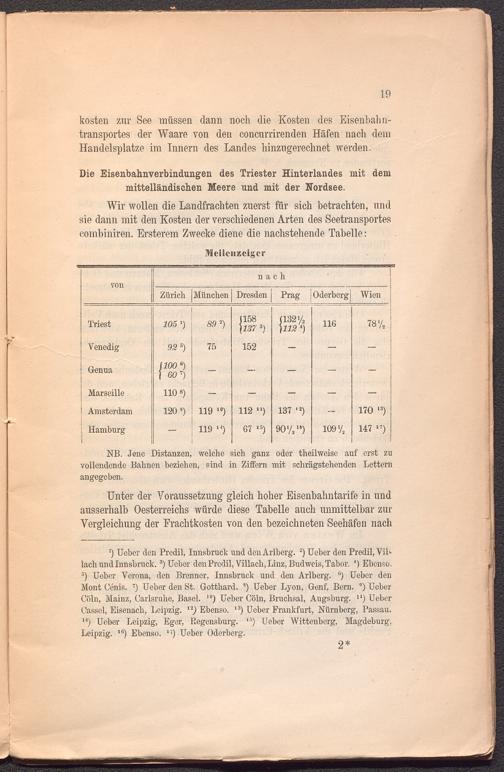 19
kosten zur See müssen dann noch die Kosten des Eisenbahn-
transportes der Waare von den concurrirenden Häfen nach dem
Handelsplatze im Innern des Landes hinzugerechnet werden.
Die Eisenbahnverbindungen des Triester Hinterlandes mit dem
mittelländischen Meere und mit der Nordsee.
Wir wollen die Landfrachten zuerst für sich betrachten, und
sie dann mit den Kosten der verschiedenen Arten des Seetransportes
combiniren. Ersterem Zwecke diene die nachstehende Tabelle:
Meilenzeiger
von nach
Zürich München Dresden Prag Oderberg Wien
Triest 105 ¹) 89 ²) {158 {137 ³) {132½ {112 ⁴) 116 78½
Venedig 92 ⁵) 75 152 — — —
Genua {100 ⁶) { 60 ⁷) — — — — —
Marseille 110 ⁸) — — — — —
Amsterdam 120 ⁹) 119 ¹⁰) 112 ¹¹) 137 ¹²) — 170 ¹³)
Hamburg — 119 ¹⁴) 67 ¹⁵) 90½ ¹⁶) 109½ 147 ¹⁷)
NB. Jene Distanzen, welche sich ganz oder theilweise auf erst zu
vollendende Bahnen beziehen, sind in Ziffern mit schrägstehenden Lettern
angegeben.
Unter der Voraussetzung gleich hoher Eisenbahntarife in und
ausserhalb Oesterreichs würde diese Tabelle auch unmittelbar zur
Vergleichung der Frachtkosten von den bezeichneten Seehäfen nach
¹) Ueber den Predil, Innsbruck und den Arlberg. ²) Ueber den Predil, Vil-
lach und Innsbruck. ³) Ueber den Predil, Villach, Linz, Budweis, Tabor. ⁴) Ebenso.
⁵) Ueber Verona, den Brenner, Innsbruck und den Arlberg. ⁶) Ueber den
Mont Cénis. ⁷) Ueber den St. Gotthard. ⁸) Ueber Lyon, Genf, Bern. ⁹) Ueber
Cöln, Mainz, Carlsruhe, Basel. ¹⁰) Ueber Cöln, Bruchsal, Augsburg. ¹¹) Ueber
Cassel, Eisenach, Leipzig. ¹²) Ebenso. ¹³) Ueber Frankfurt, Nürnberg, Passau.
¹⁴) Ueber Leipzig, Eger, Regensburg. ¹⁵) Ueber Wittenberg, Magdeburg,
Leipzig. ¹⁶) Ebenso. ¹⁷) Ueber Oderberg.
2*